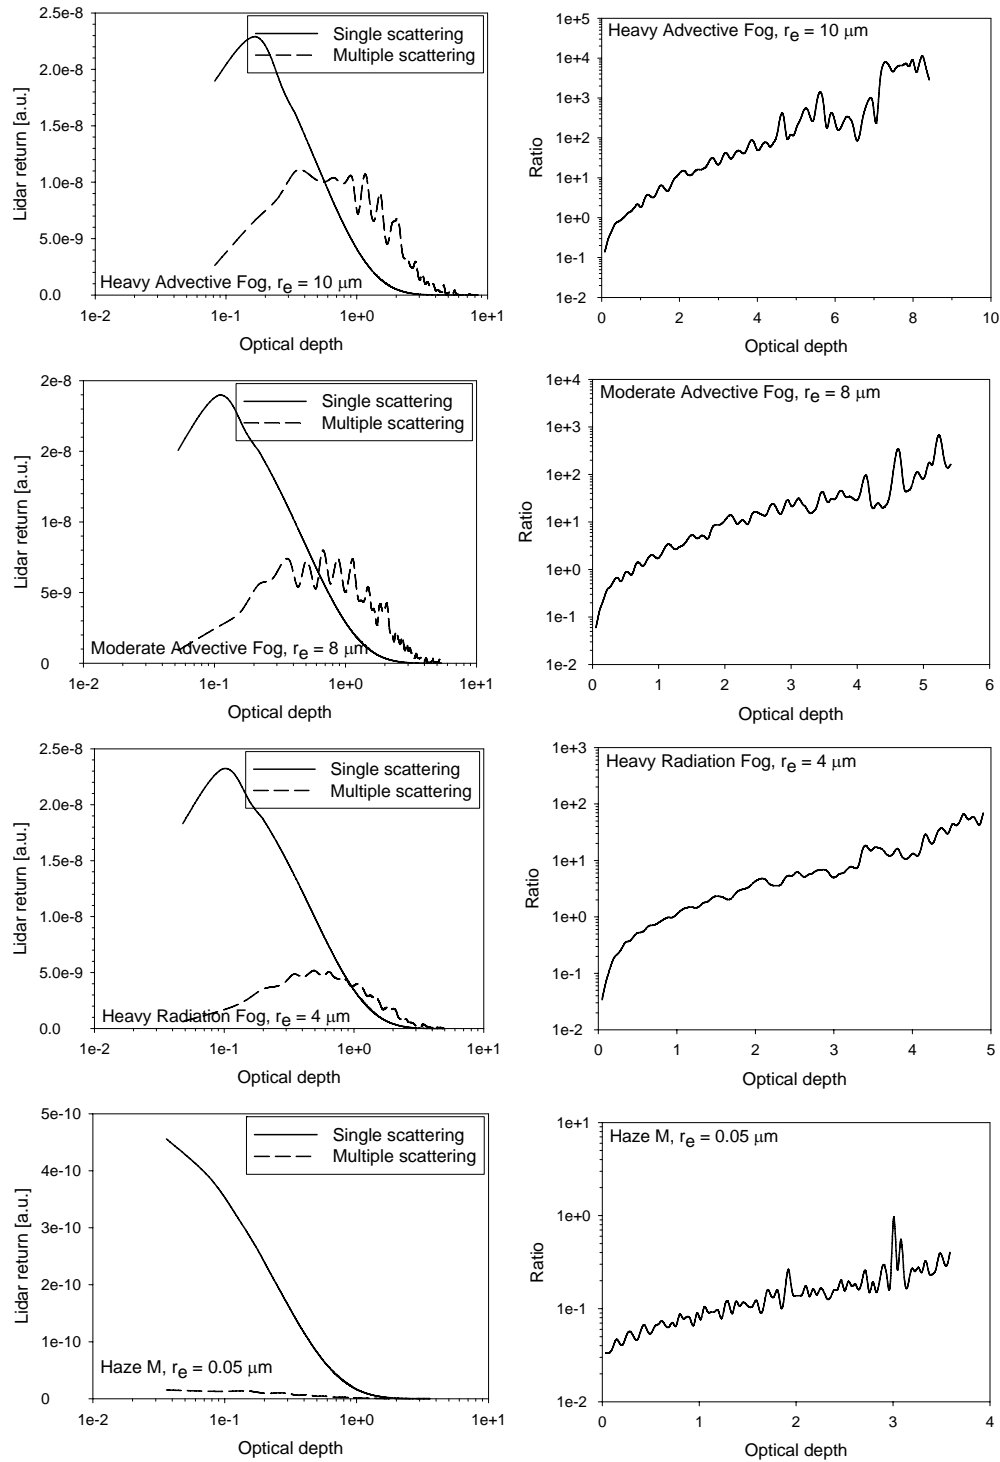 2.5e-8
2.0e-8
1.5e-8
1.0e-8
5.0e-9
0.0
Lidar return [a.u.]
Single scattering
Multiple scattering
Heavy Advective Fog, re = 10 μm
1e-2 1e-1 1e+0 1e+1
Optical depth
1e+5
1e+4
1e+3
1e+2
1e+1
1e+0
1e-1
1e-2
Ratio
Heavy Advective Fog, re = 10 μm
0 2 4 6 8 10
Optical depth
2e-8
2e-8
1e-8
5e-9
0
Lidar return [a.u.]
Single scattering
Multiple scattering
Moderate Advective Fog, re = 8 μm
1e-2 1e-1 1e+0 1e+1
Optical depth
1e+4
1e+3
1e+2
1e+1
1e+0
1e-1
1e-2
Ratio
Moderate Advective Fog, re = 8 μm
0 1 2 3 4 5 6
Optical depth
2.5e-8
2.0e-8
1.5e-8
1.0e-8
5.0e-9
0.0
Lidar return [a.u.]
Single scattering
Multiple scattering
Heavy Radiation Fog, re = 4 μm
1e-2 1e-1 1e+0 1e+1
Optical depth
1e+3
1e+2
1e+1
1e+0
1e-1
1e-2
Ratio
Heavy Radiation Fog, re = 4 μm
0 1 2 3 4 5
Optical depth
5e-10
4e-10
3e-10
2e-10
1e-10
0
Lidar return [a.u.]
Single scattering
Multiple scattering
Haze M, re = 0.05 μm
1e-2 1e-1 1e+0 1e+1
Optical depth
1e+1
1e+0
1e-1
1e-2
Ratio
Haze M, re = 0.05 μm
0 1 2 3 4
Optical depth